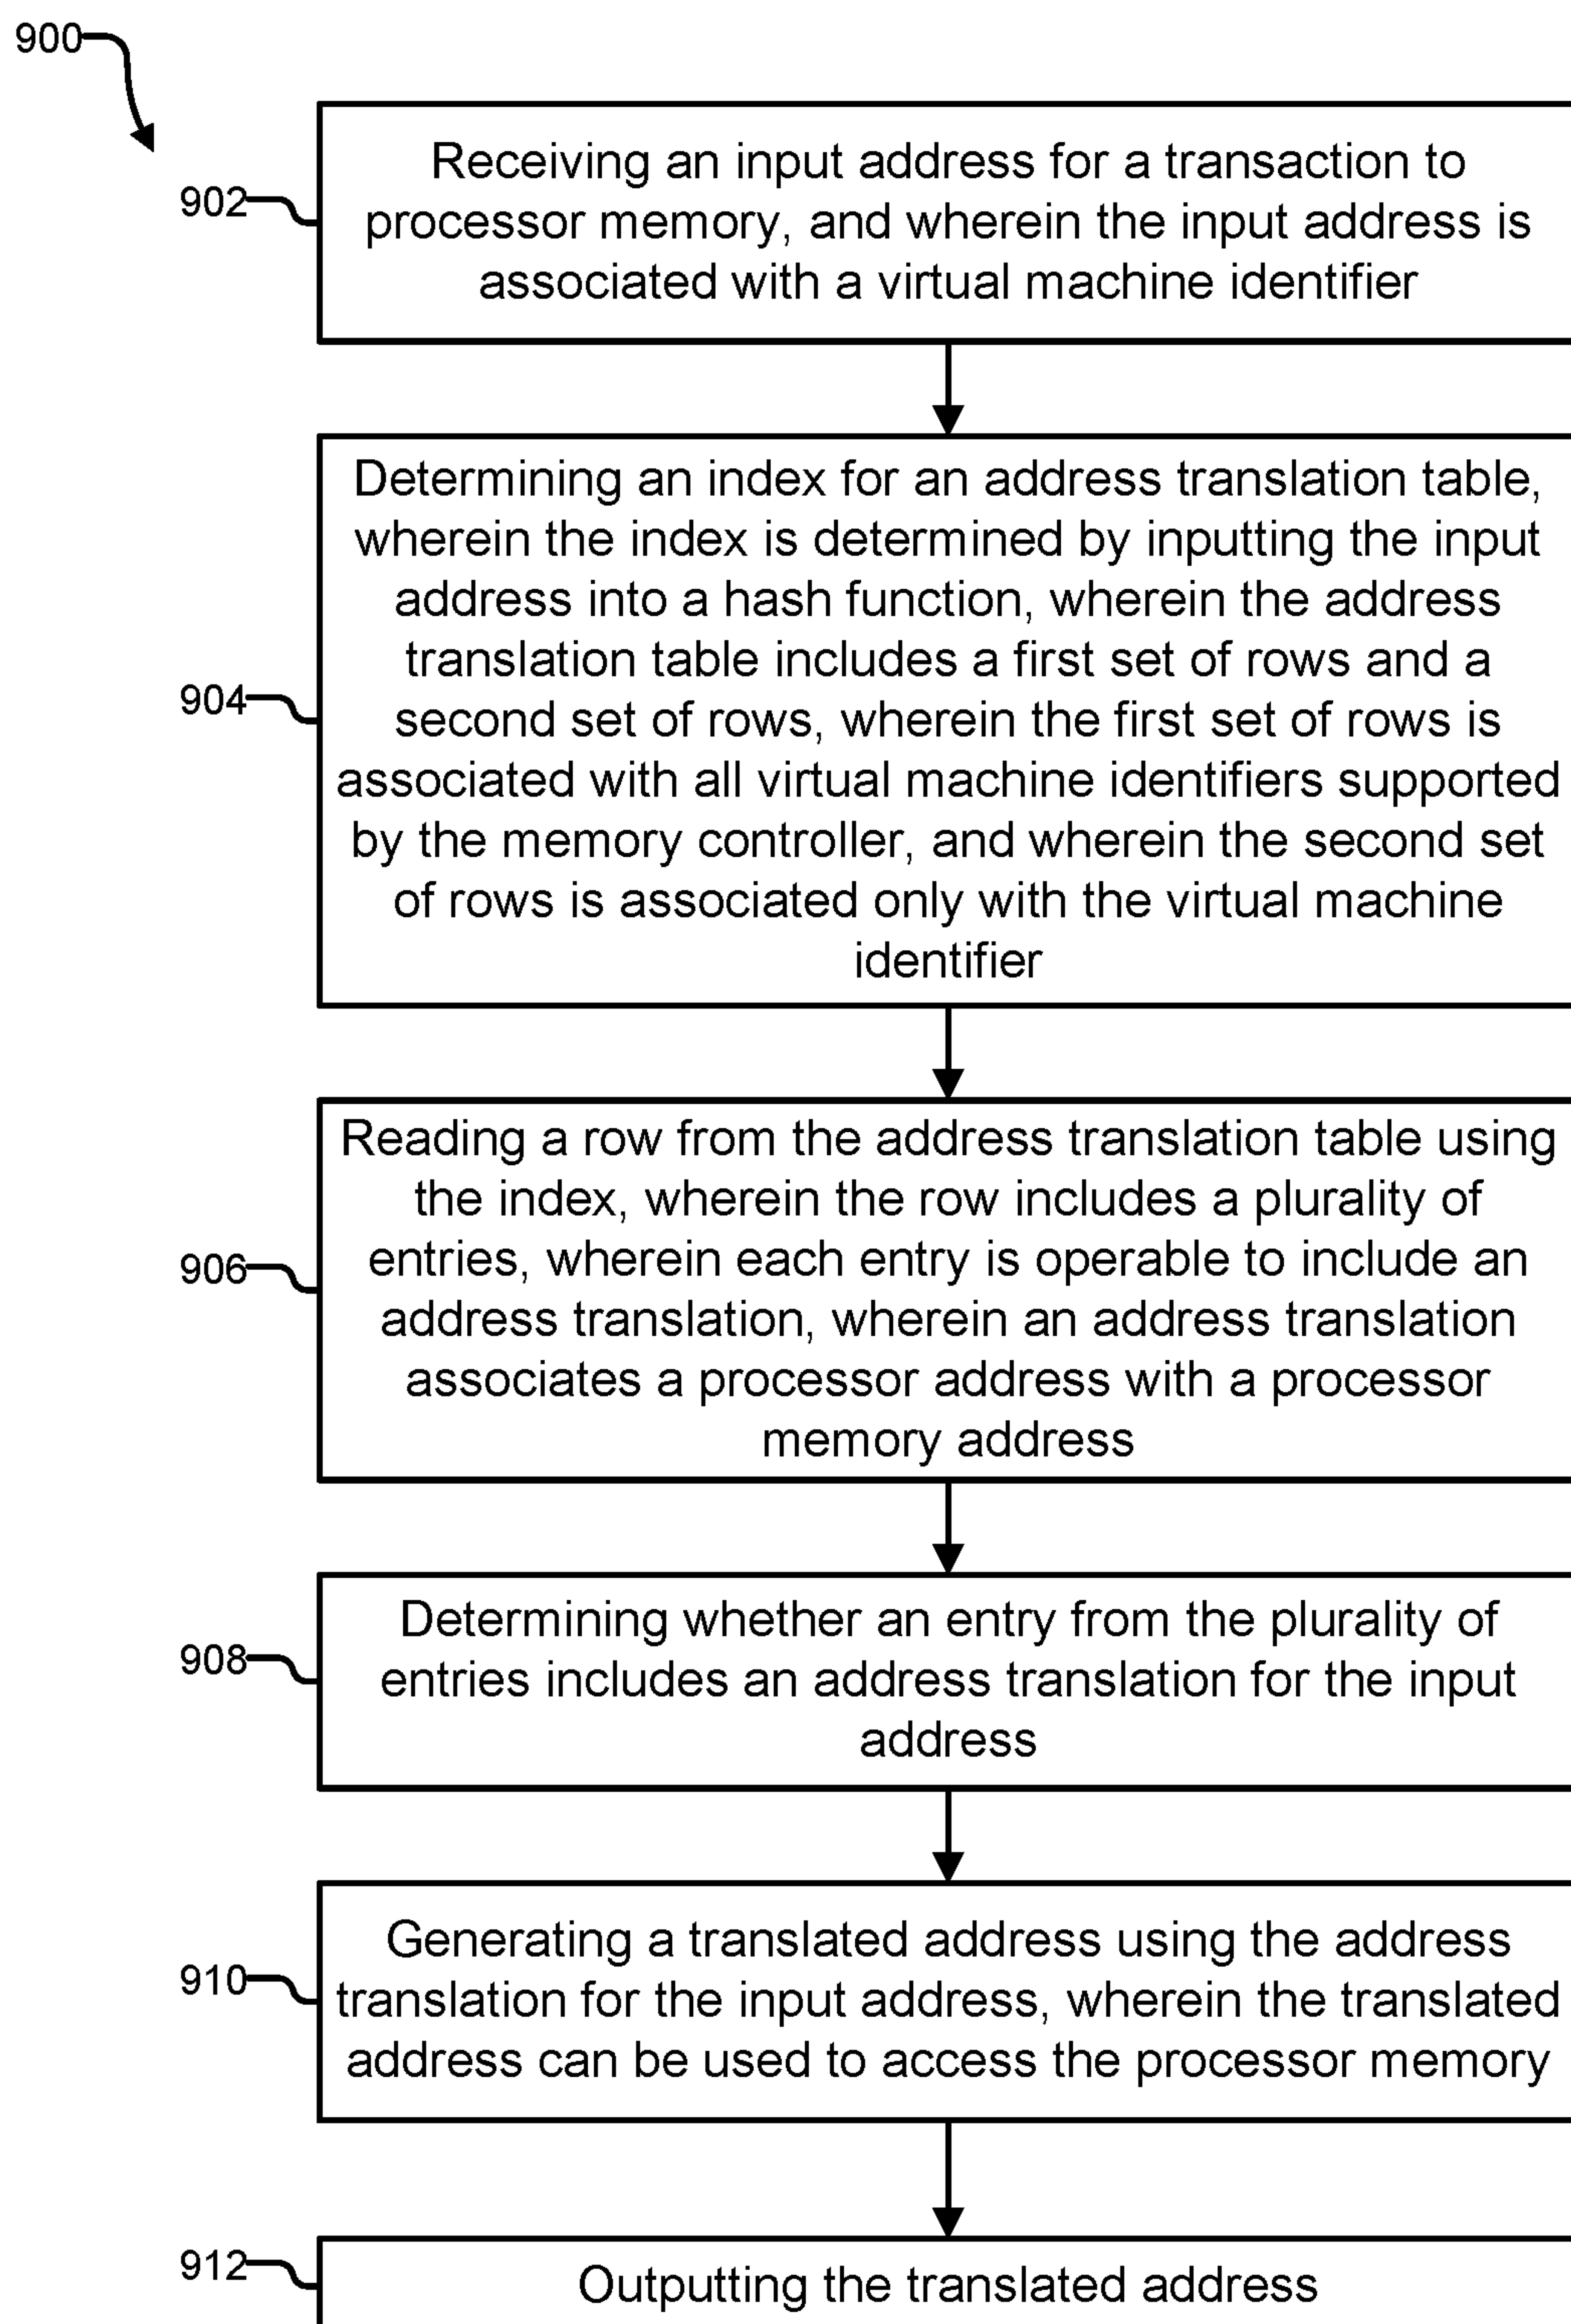 900
902
Receiving an input address for a transaction to
processor memory, and wherein the input address is
associated with a virtual machine identifier
904
Determining an index for an address translation table,
wherein the index is determined by inputting the input
address into a hash function, wherein the address
translation table includes a first set of rows and a
second set of rows, wherein the first set of rows is
associated with all virtual machine identifiers supported
by the memory controller, and wherein the second set
of rows is associated only with the virtual machine
identifier
906
Reading a row from the address translation table using
the index, wherein the row includes a plurality of
entries, wherein each entry is operable to include an
address translation, wherein an address translation
associates a processor address with a processor
memory address
908
Determining whether an entry from the plurality of
entries includes an address translation for the input
address
910
Generating a translated address using the address
translation for the input address, wherein the translated
address can be used to access the processor memory
912
Outputting the translated address